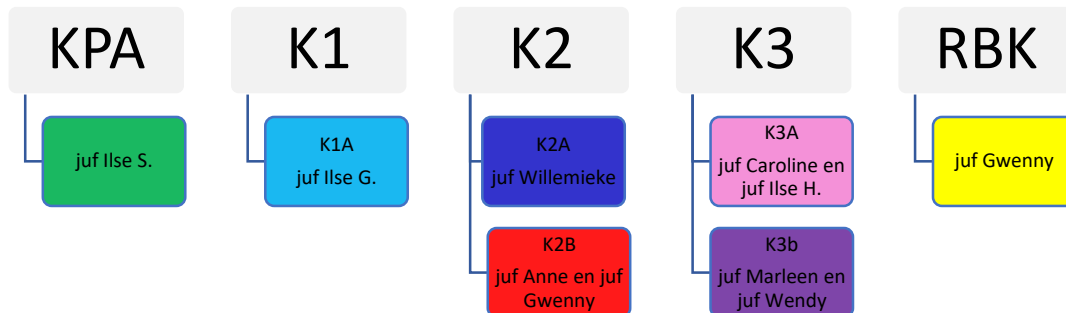 KPA
juf Ilse S.
K1
K1A
juf Ilse G.
K2
K2A
juf Willemieke
K2B
juf Anne en juf
Gwenny
K3
K3A
juf Caroline en
juf Ilse H.
K3b
juf Marleen en
juf Wendy
RBK
juf Gwenny